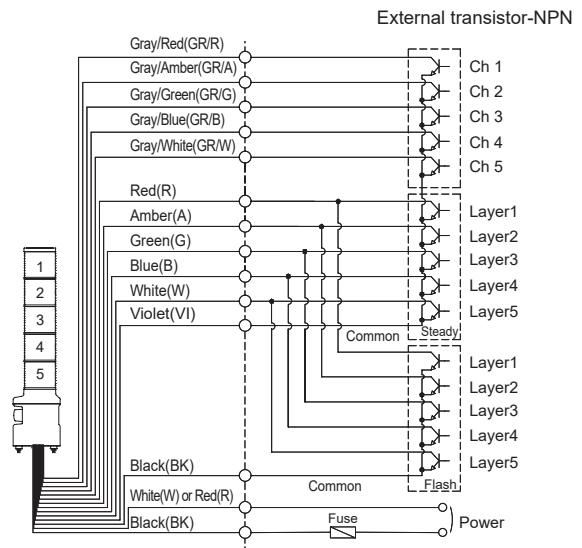 External transistor-NPN
Gray/Red(GR/R)
Gray/Amber(GR/A)
Gray/Green(GR/G)
Gray/Blue(GR/B)
Gray/White(GR/W)
Ch 1
Ch 2
Ch 3
Ch 4
Ch 5
Red(R)
Amber(A)
Green(G)
Blue(B)
White(W)
Violet(VI)
Layer1
Layer2
Layer3
Layer4
Layer5
Common
Steady
1
2
3
4
5
Layer1
Layer2
Layer3
Layer4
Layer5
Black(BK)
Common
Flash
White(W) or Red(R)
Black(BK)
Fuse
Power